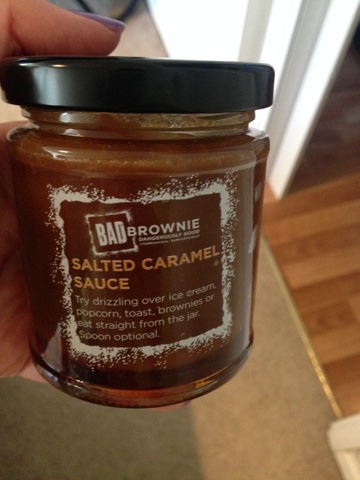 BAD BROWNIE
DANGEROUSLY GOOD
SALTED CARAMEL
SAUCE
Try drizzling over ice cream,
popcorn, toast, brownies or
eat straight from the jar.
Spoon optional.